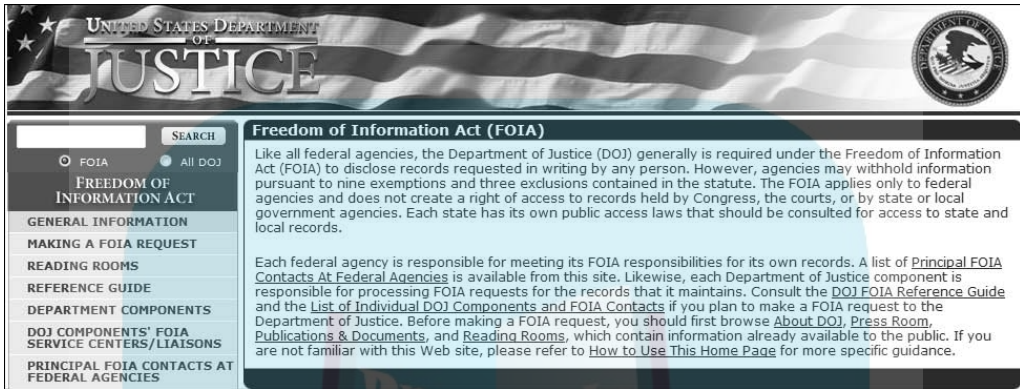 UNITED STATES DEPARTMENT
OF
JUSTICE
SEARCH
FOIA All DOJ
FREEDOM OF
INFORMATION ACT
GENERAL INFORMATION
MAKING A FOIA REQUEST
READING ROOMS
REFERENCE GUIDE
DEPARTMENT COMPONENTS
DOJ COMPONENTS' FOIA
SERVICE CENTERS/LIAISONS
PRINCIPAL FOIA CONTACTS AT
FEDERAL AGENCIES
Freedom of Information Act (FOIA)
Like all federal agencies, the Department of Justice (DOJ) generally is required under the Freedom of Information
Act (FOIA) to disclose records requested in writing by any person. However, agencies may withhold information
pursuant to nine exemptions and three exclusions contained in the statute. The FOIA applies only to federal
agencies and does not create a right of access to records held by Congress, the courts, or by state or local
government agencies. Each state has its own public access laws that should be consulted for access to state and
local records.
Each federal agency is responsible for meeting its FOIA responsibilities for its own records. A list of Principal FOIA
Contacts At Federal Agencies is available from this site. Likewise, each Department of Justice component is
responsible for processing FOIA requests for the records that it maintains. Consult the DOJ FOIA Reference Guide
and the List of Individual DOJ Components and FOIA Contacts if you plan to make a FOIA request to the
Department of Justice. Before making a FOIA request, you should first browse About DOJ, Press Room,
Publications & Documents, and Reading Rooms, which contain information already available to the public. If you
are not familiar with this Web site, please refer to How to Use This Home Page for more specific guidance.